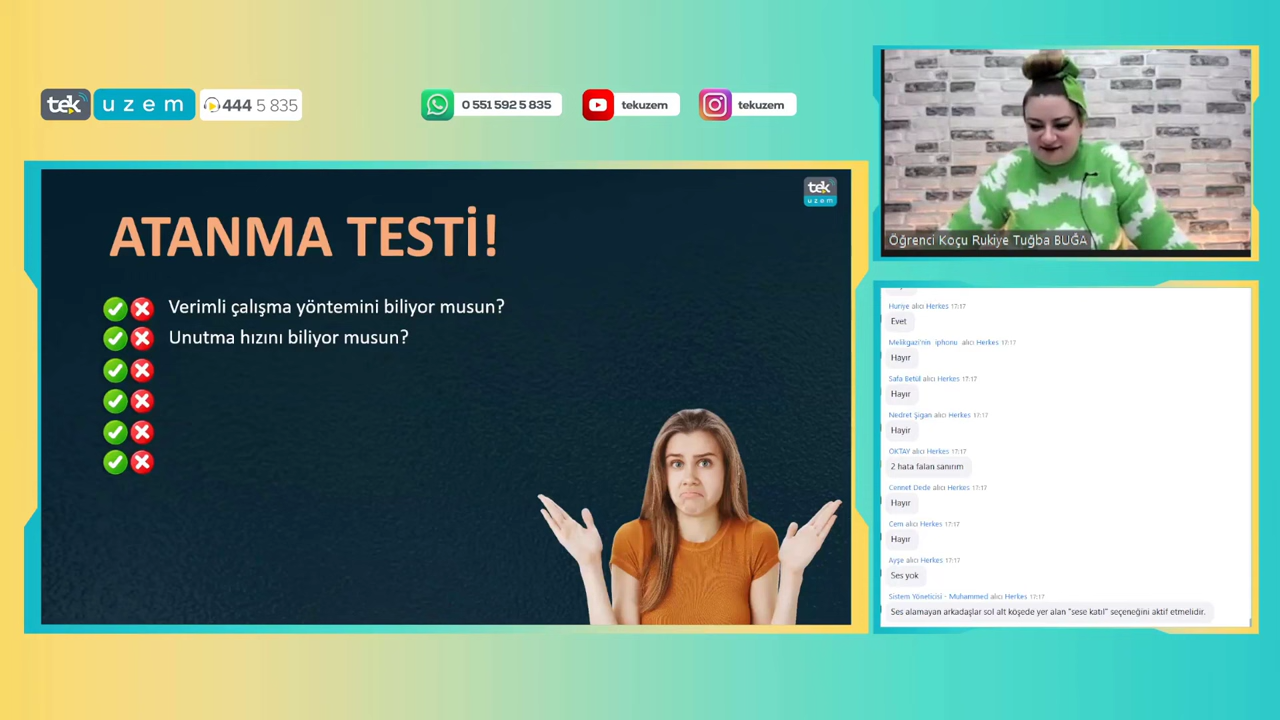 tek uzem 444 5 835
0 551 592 5 835
tekuzem
tekuzem
tek
uzem
ATANMA TESTİ!
Verimli çalışma yöntemini biliyor musun?
Unutma hızını biliyor musun?
Öğrenci Koçu Rukiye Tuğba BUĞA
Huriye alıcı Herkes 17:17
Evet
Melikgazi'nin iphonu alıcı Herkes 17:17
Hayır
Safa Betül alıcı Herkes 17:17
Hayır
Nedret Şigan alıcı Herkes 17:17
Hayır
OKTAY alıcı Herkes 17:17
2 hata falan sanırım
Cennet Dede alıcı Herkes 17:17
Hayır
Cem alıcı Herkes 17:17
Hayır
Ayşe alıcı Herkes 17:17
Ses yok
Sistem Yöneticisi - Muhammed alıcı Herkes 17:17
Ses alamayan arkadaşlar sol alt köşede yer alan "sese katıl" seçeneğini aktif etmelidir.